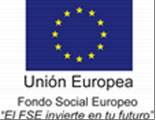 Unión Europea
Fondo Social Europeo
"El FSE invierte en tu futuro"